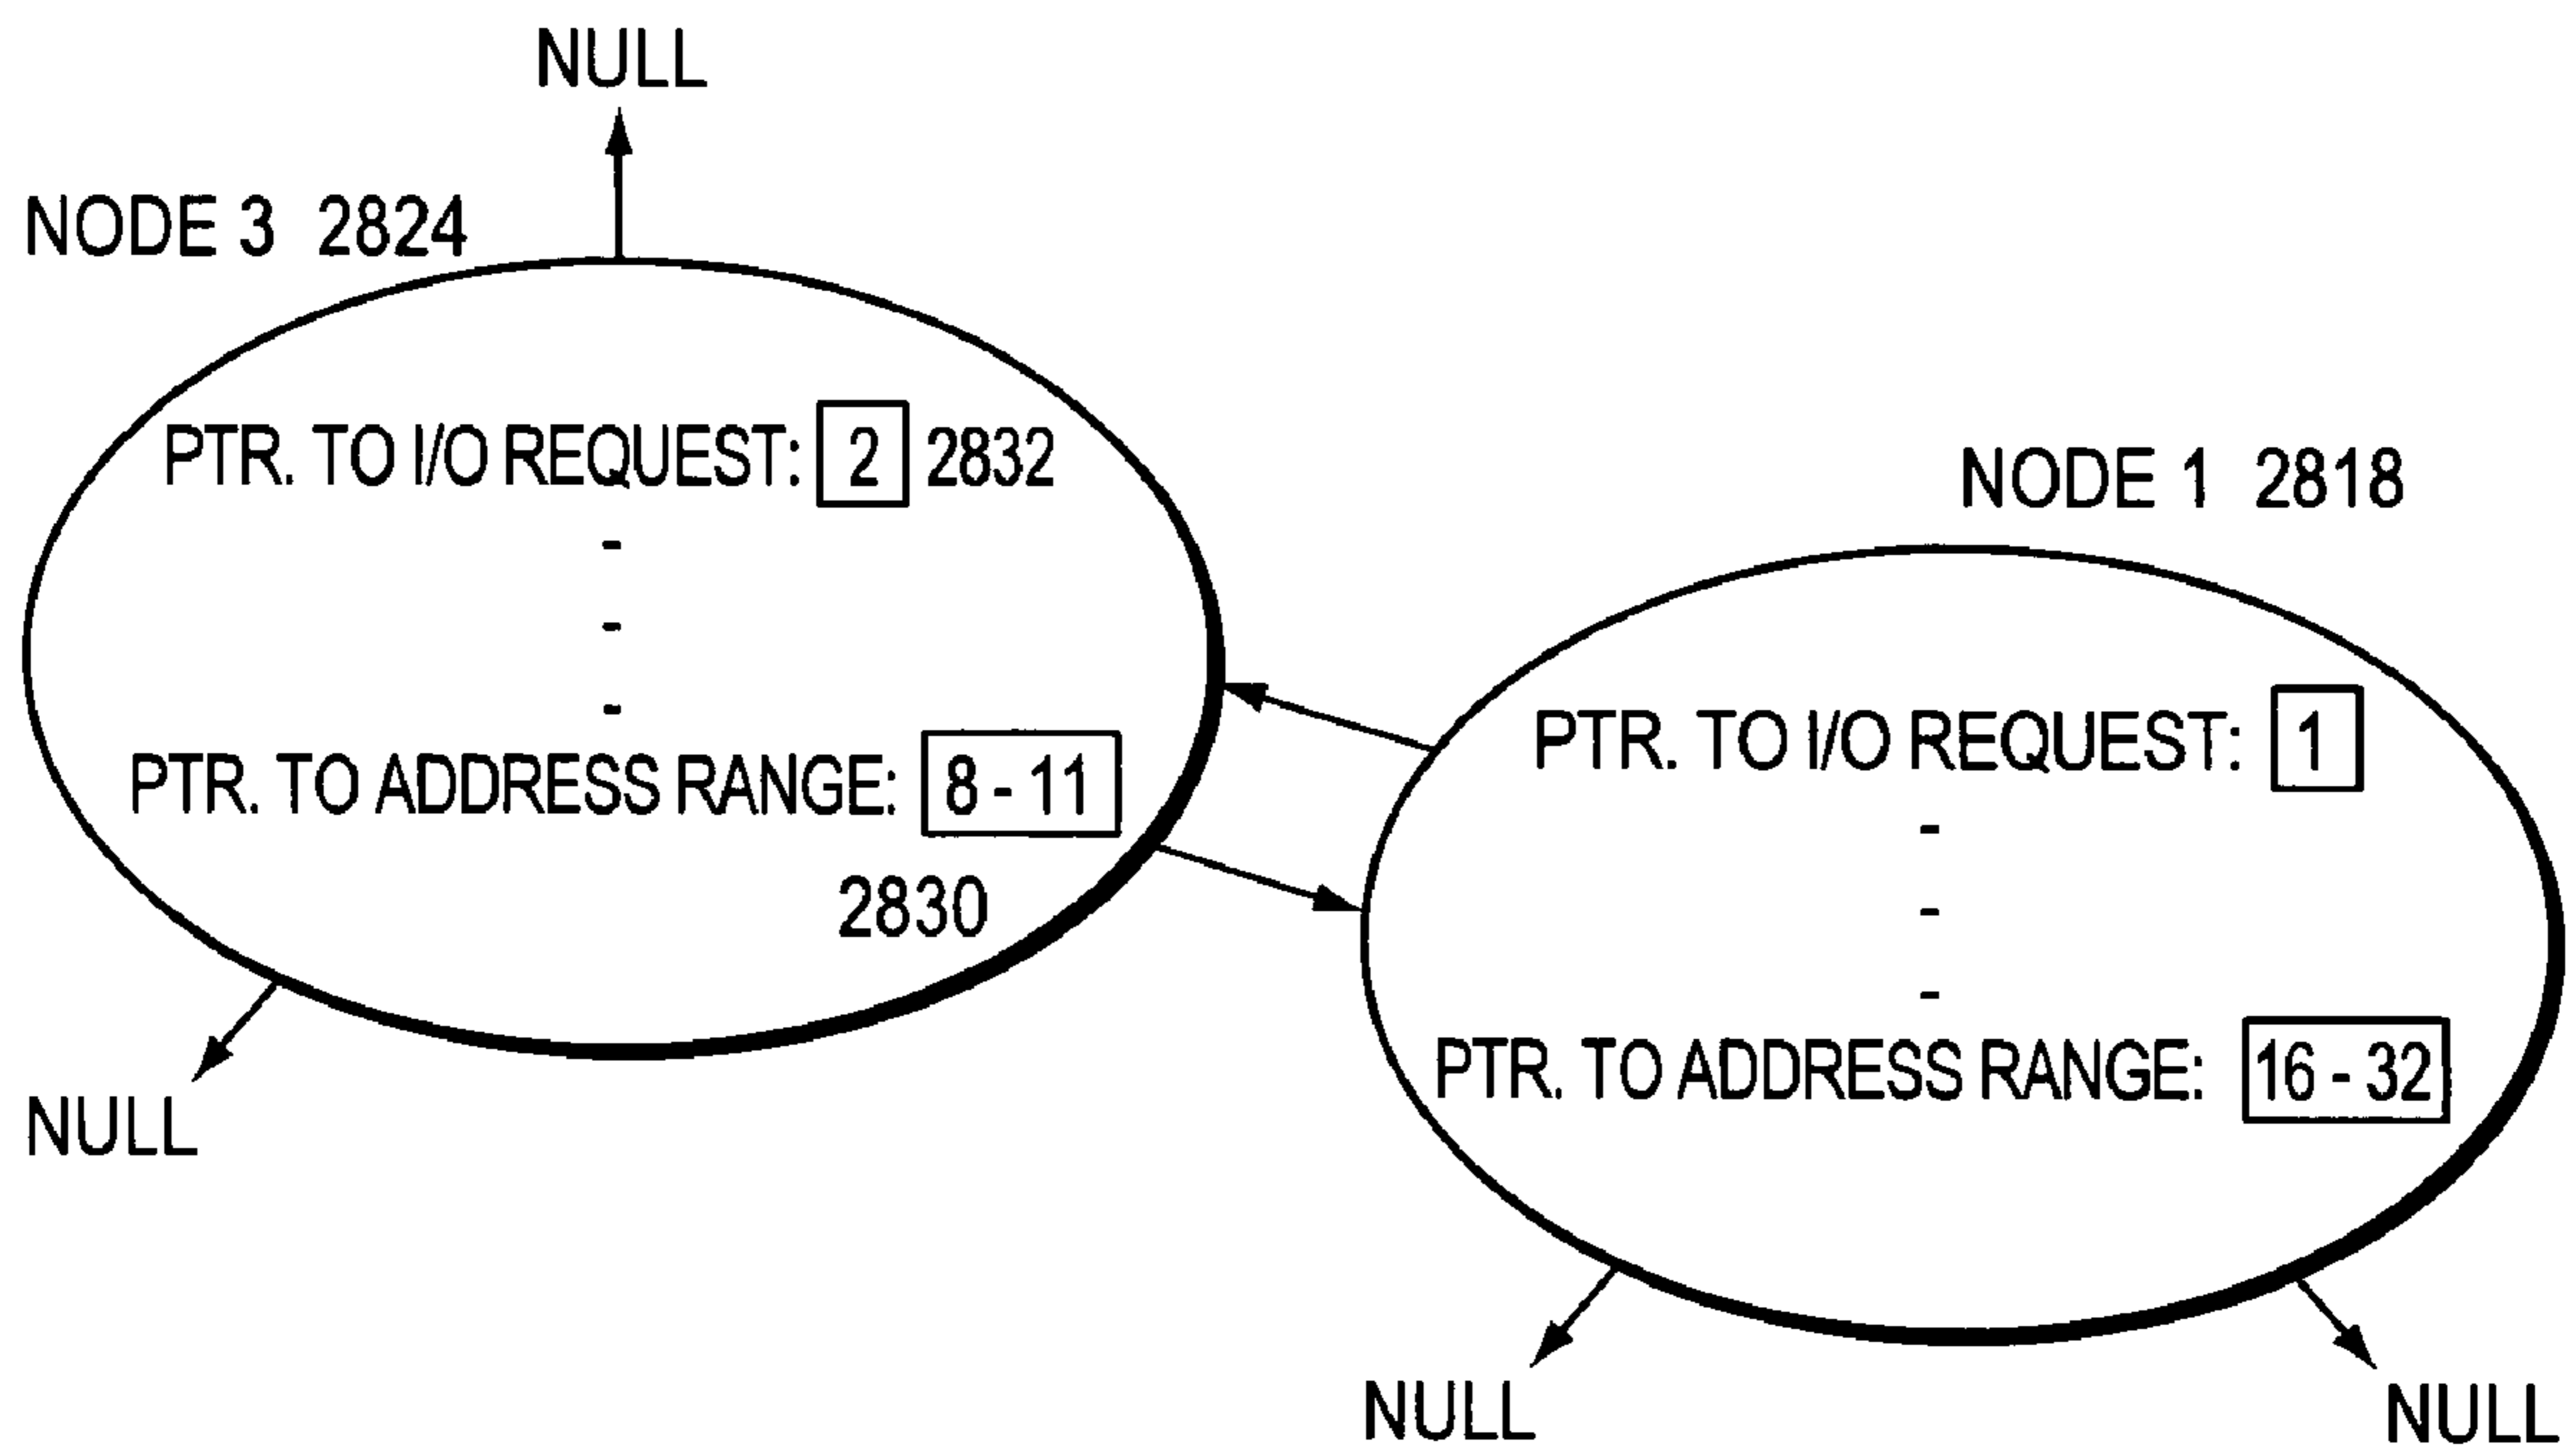 NULL
NODE 3 2824
PTR. TO I/O REQUEST: 2 2832
-
-
-
PTR. TO ADDRESS RANGE: 8 - 11
2830
NULL
NODE 1 2818
PTR. TO I/O REQUEST: 1
-
-
-
PTR. TO ADDRESS RANGE: 16 - 32
NULL
NULL